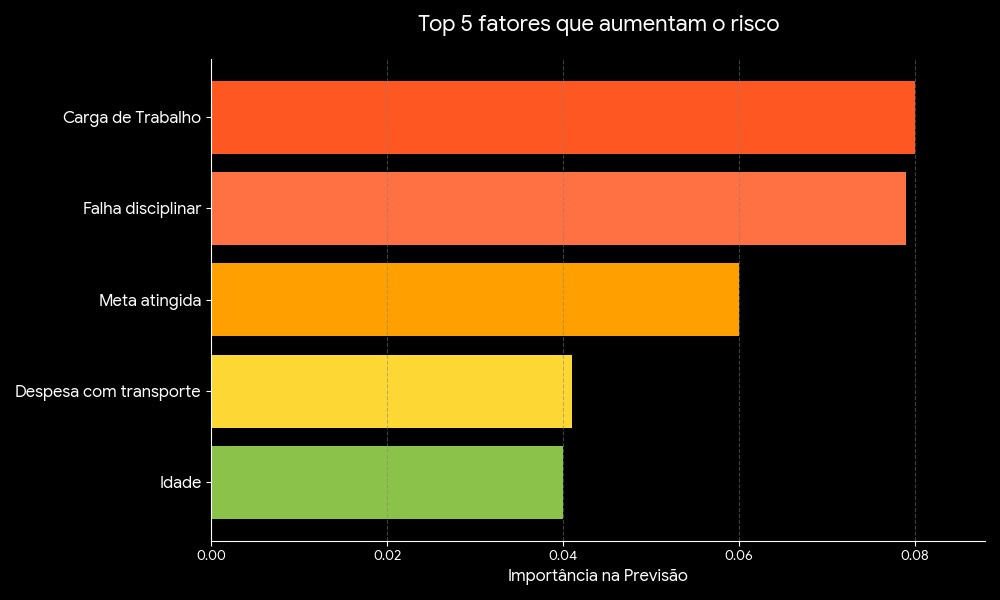 Top 5 fatores que aumentam o risco
Carga de Trabalho
Falha disciplinar
Meta atingida
Despesa com transporte
Idade
0.00 0.02 0.04 0.06 0.08
Importância na Previsão